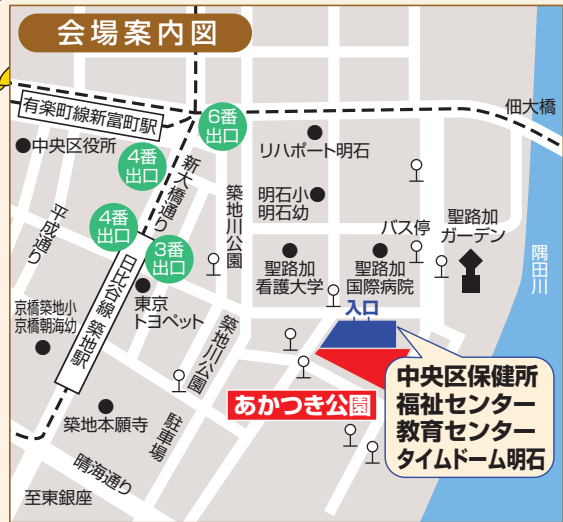 会場案内図
有楽町線新富町駅
6番
出口
佃大橋
中央区役所
4番
出口
新大橋通り
リハポート明石
築地川公園
明石小
明石幼
平成通り
4番
出口
3番
出口
バス停
聖路加
ガーデン
隅田川
日比谷線 築地駅
東京
トヨペット
聖路加
看護大学
聖路加
国際病院
入口
京橋築地小
京橋朝海幼
築地川公園
あかつき公園
中央区保健所
福祉センター
教育センター
タイムドーム明石
築地本願寺
駐車場
晴海通り
至東銀座